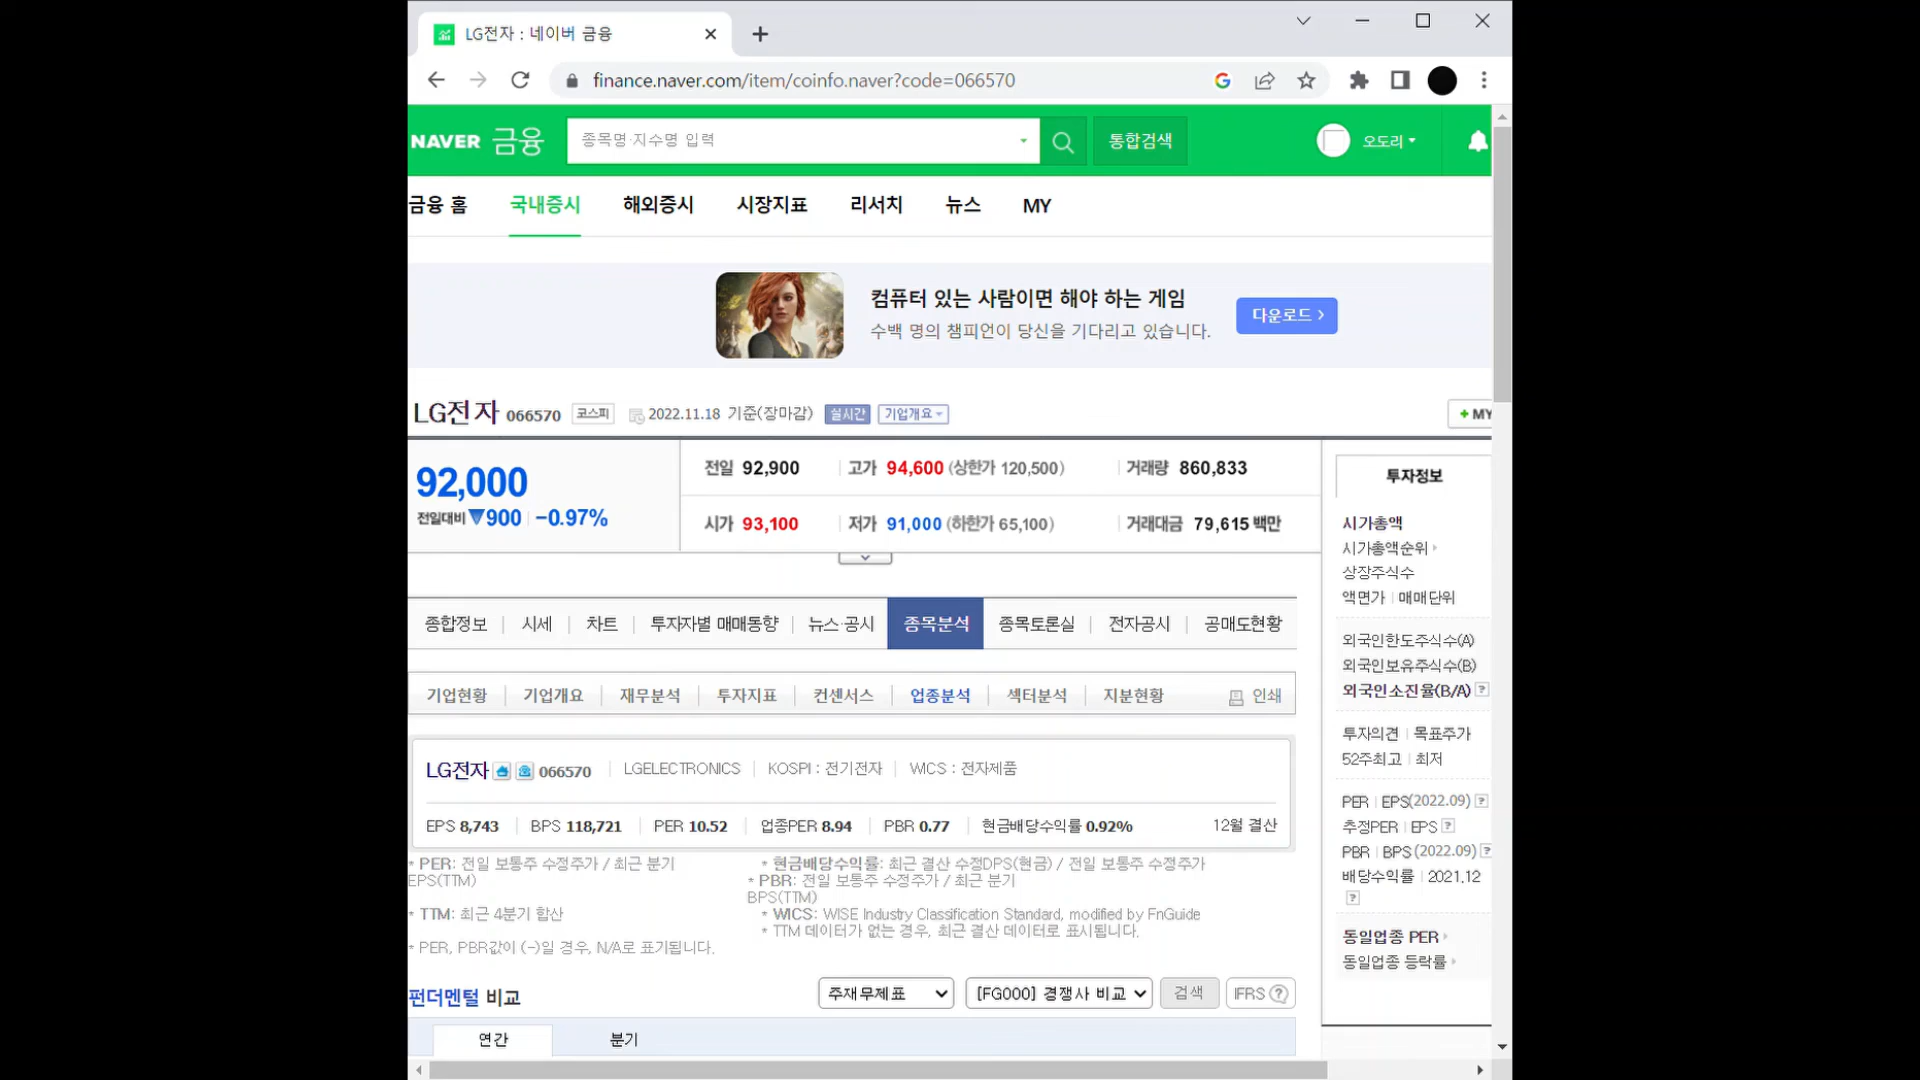 LG전자 : 네이버 금융
finance.naver.com/item/coinfo.naver?code=066570
NAVER 금융
종목명·지수명 입력
통합검색
오도리
금융 홈 국내증시 해외증시 시장지표 리서치 뉴스 MY
컴퓨터 있는 사람이면 해야 하는 게임
수백 명의 챔피언이 당신을 기다리고 있습니다.
다운로드
LG전자 066570 코스피 2022.11.18 기준(장마감) 실시간 기업개요
+ MY
92,000
전일대비 ▼900 -0.97%
전일 92,900 고가 94,600 (상한가 120,500) 거래량 860,833
시가 93,100 저가 91,000 (하한가 65,100) 거래대금 79,615 백만
종합정보 시세 차트 투자자별 매매동향 뉴스·공시 종목분석 종목토론실 전자공시 공매도현황
기업현황 기업개요 재무분석 투자지표 컨센서스 업종분석 섹터분석 지분현황 인쇄
LG전자 066570 LGELECTRONICS KOSPI : 전기전자 WICS : 전자제품
EPS 8,743 BPS 118,721 PER 10.52 업종PER 8.94 PBR 0.77 현금배당수익률 0.92% 12월 결산
* PER: 전일 보통주 수정주가 / 최근 분기
EPS(TTM)
* TTM: 최근 4분기 합산
* PER, PBR값이 (-)일 경우, N/A로 표기됩니다.
* 현금배당수익률: 최근 결산 수정DPS(현금) / 전일 보통주 수정주가
* PBR: 전일 보통주 수정주가 / 최근 분기
BPS(TTM)
* WICS: WISE Industry Classification Standard, modified by FnGuide
* TTM 데이터가 없는 경우, 최근 결산 데이터로 표시됩니다.
펀더멘털 비교
주재무제표 [FG000] 경쟁사 비교 검색 IFRS ?
연간 분기
투자정보
시가총액
시가총액순위
상장주식수
액면가 매매단위
외국인한도주식수(A)
외국인보유주식수(B)
외국인소진율(B/A) ?
투자의견 목표주가
52주최고 최저
PER EPS(2022.09) ?
추정PER EPS ?
PBR BPS (2022.09) ?
배당수익률 2021.12
?
동일업종 PER
동일업종 등락률